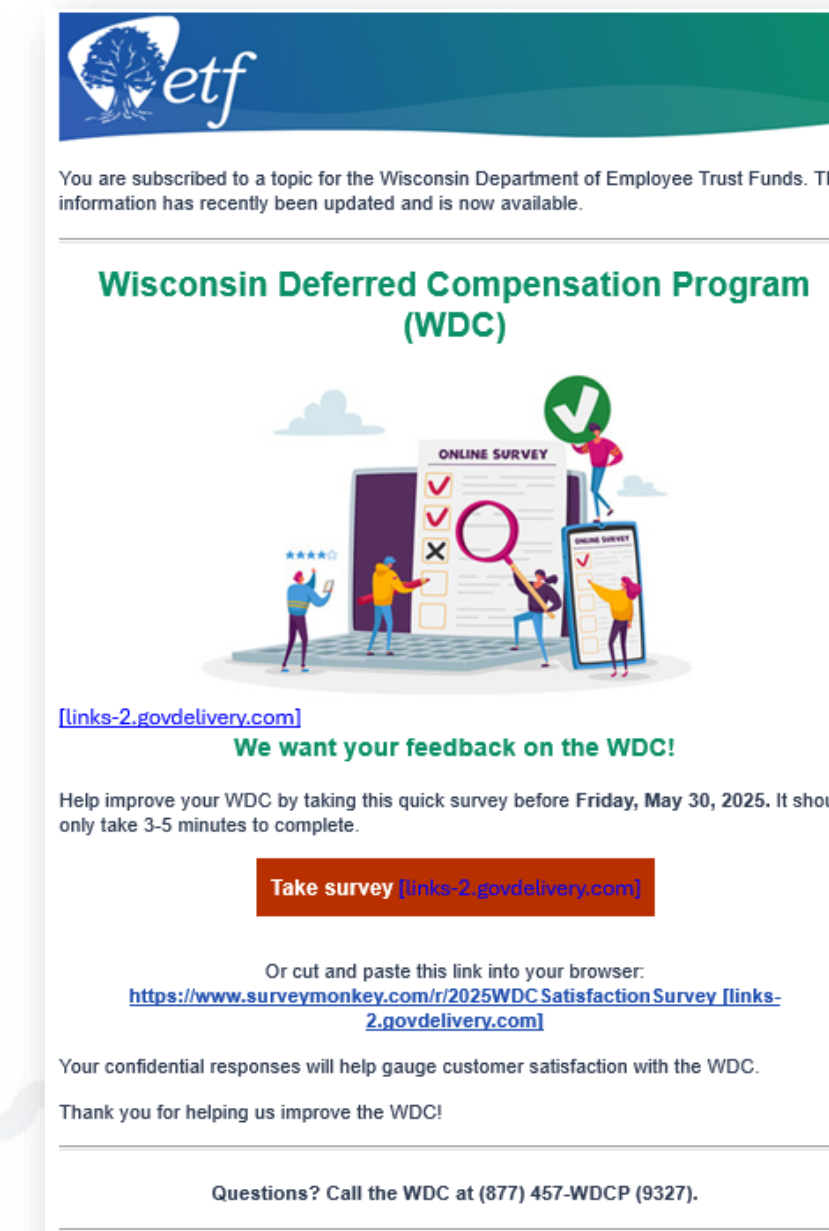 etf
You are subscribed to a topic for the Wisconsin Department of Employee Trust Funds.
information has recently been updated and is now available.
Wisconsin Deferred Compensation Program
(WDC)
ONLINE SURVEY
ONLINE SURVEY
[links-2.govdelivery.com]
We want your feedback on the WDC!
Help improve your WDC by taking this quick survey before Friday, May 30, 2025. It
only take 3-5 minutes to complete.
Take survey [links-2.govdelivery.com]
Or cut and paste this link into your browser:
https://www.surveymonkey.com/r/2025WDCSatisfactionSurvey [links-
2.govdelivery.com]
Your confidential responses will help gauge customer satisfaction with the WDC.
Thank you for helping us improve the WDC!
Questions? Call the WDC at (877) 457-WDCP (9327).